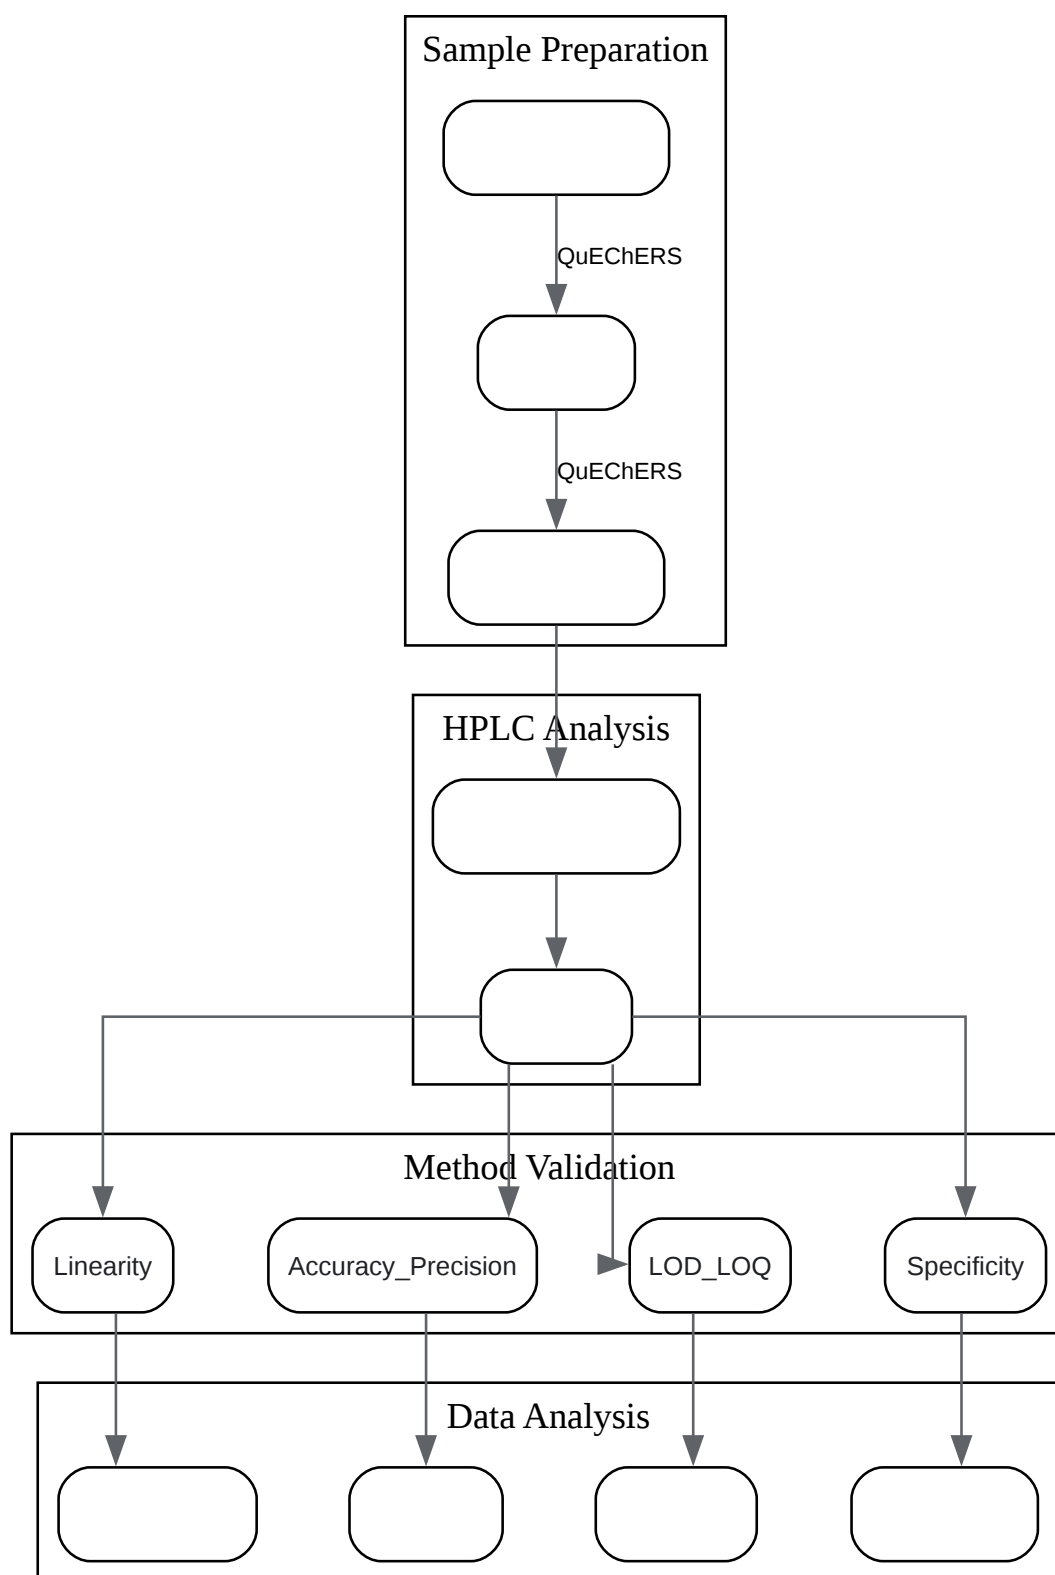 Sample Preparation
QuEChERS
QuEChERS
HPLC Analysis
Method Validation
Linearity
Accuracy_Precision
LOD_LOQ
Specificity
Data Analysis